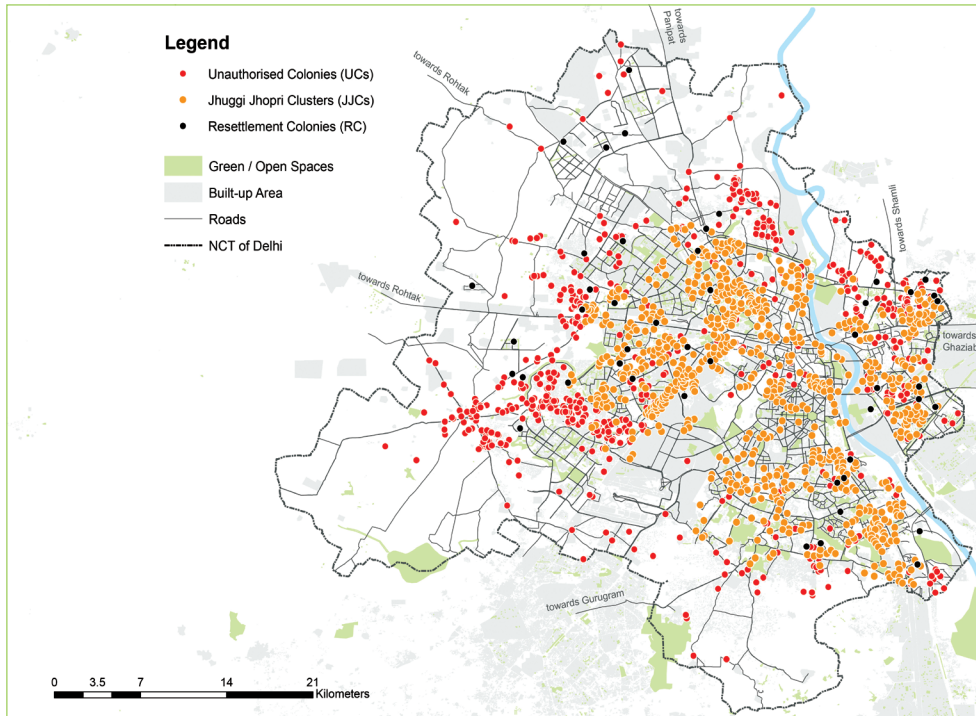 towards
Panipat
Legend
towards Rohtak
Unauthorised Colonies (UCs)
Jhuggi Jhopri Clusters (JJCs)
Resettlement Colonies (RC)
Green / Open Spaces
Built-up Area
Roads
NCT of Delhi
towards Shamli
towards Rohtak
towards
Ghaziab
towards Gurugram
0 3.5 7 14 21
Kilometers